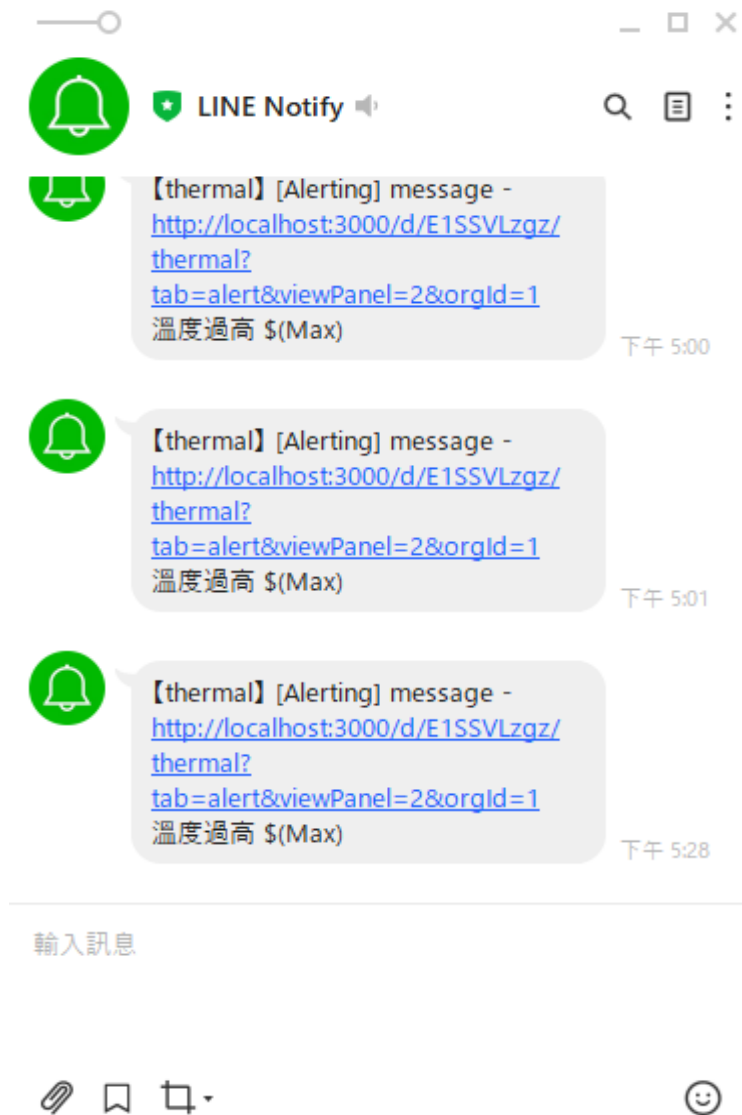 LINE Notify
【thermal】 [Alerting] message -
http://localhost:3000/d/E1SSVLzgz/
thermal?
tab=alert&viewPanel=2&orgId=1
溫度過高 $(Max)
下午 5:00
【thermal】 [Alerting] message -
http://localhost:3000/d/E1SSVLzgz/
thermal?
tab=alert&viewPanel=2&orgId=1
溫度過高 $(Max)
下午 5:01
【thermal】 [Alerting] message -
http://localhost:3000/d/E1SSVLzgz/
thermal?
tab=alert&viewPanel=2&orgId=1
溫度過高 $(Max)
下午 5:28
輸入訊息